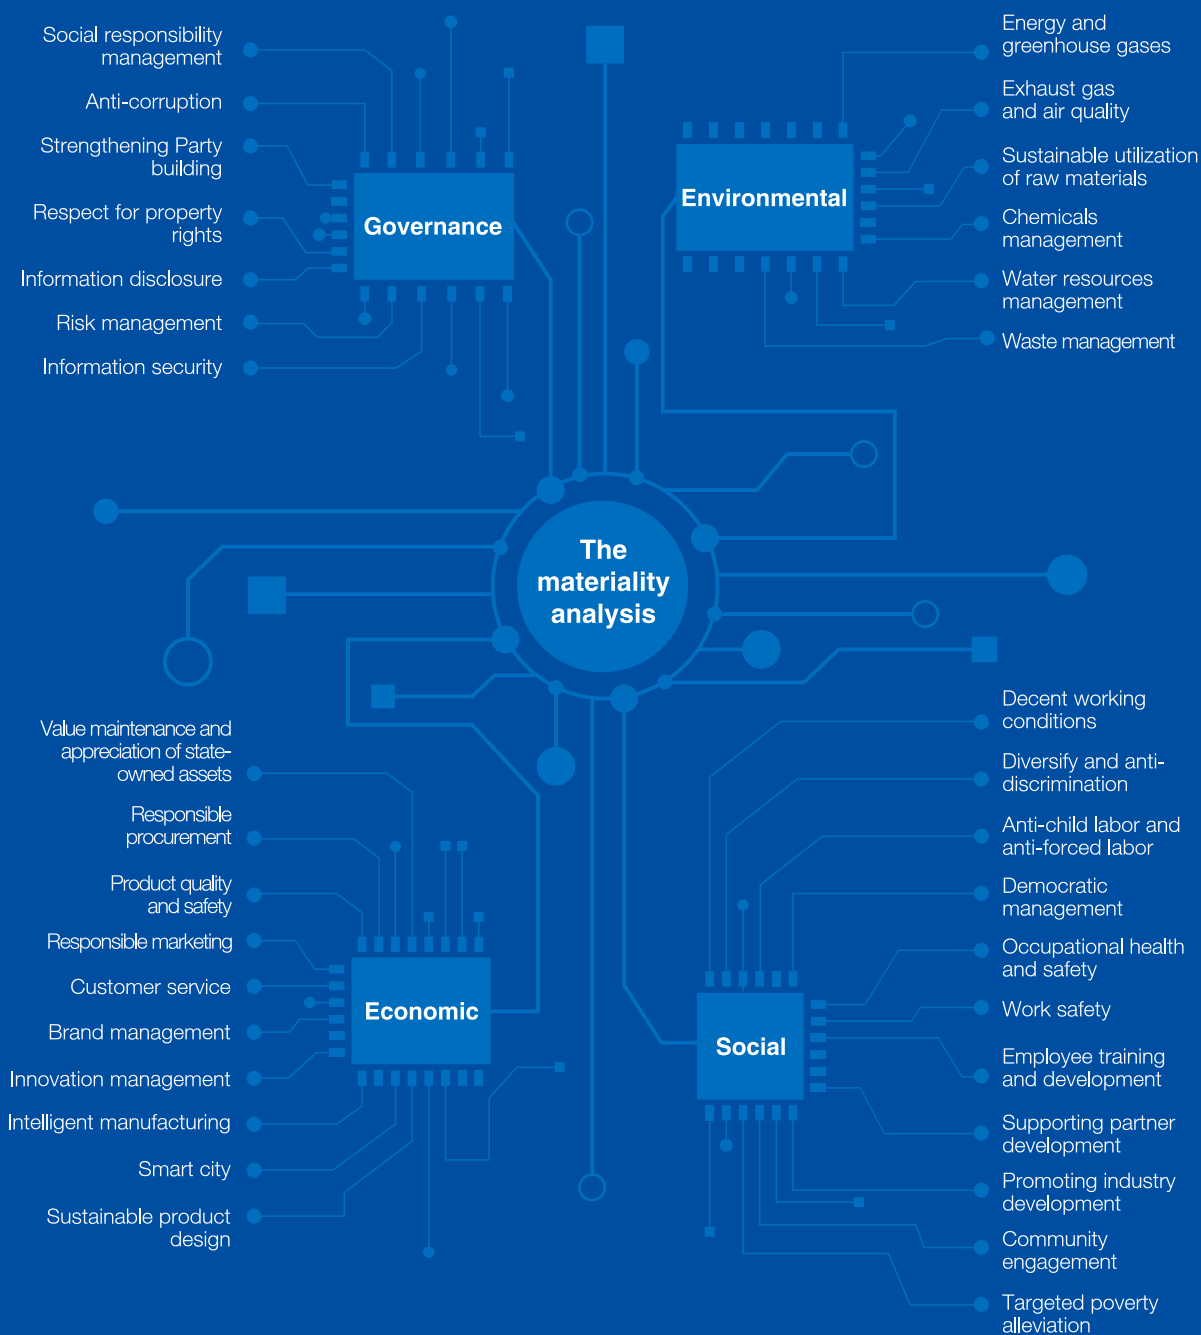 Social responsibility
management
Anti-corruption
Strengthening Party
building
Respect for property
rights
Information disclosure
Risk management
Information security
Governance
Environmental
Energy and
greenhouse gases
Exhaust gas
and air quality
Sustainable utilization
of raw materials
Chemicals
management
Water resources
management
Waste management
The
materiality
analysis
Value maintenance and
appreciation of state-
owned assets
Responsible
procurement
Product quality
and safety
Responsible marketing
Customer service
Brand management
Innovation management
Intelligent manufacturing
Smart city
Sustainable product
design
Economic
Social
Decent working
conditions
Diversify and anti-
discrimination
Anti-child labor and
anti-forced labor
Democratic
management
Occupational health
and safety
Work safety
Employee training
and development
Supporting partner
development
Promoting industry
development
Community
engagement
Targeted poverty
alleviation